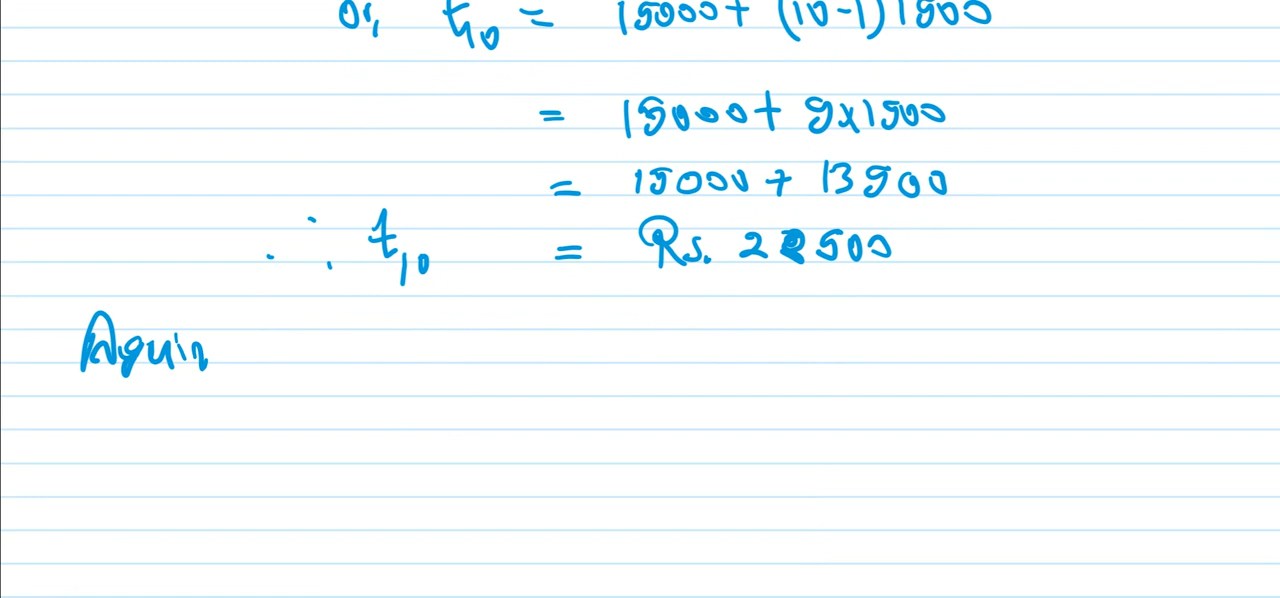 or, t₁₀ = 15000 + (10-1) 1500
= 15000 + 9x1500
= 15000 + 13500
∴ t₁₀ = Rs. 28500
Again